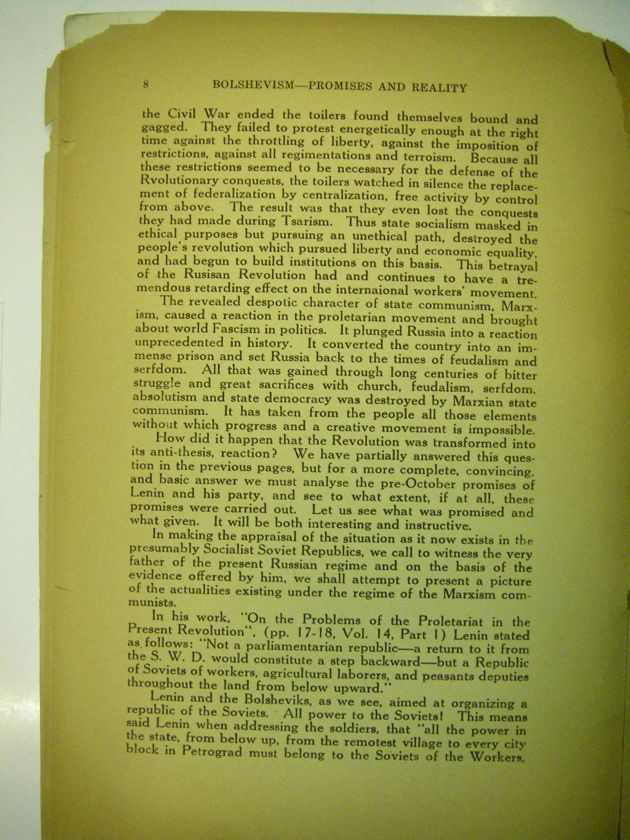 8 BOLSHEVISM—PROMISES AND REALITY
the Civil War ended the toilers found themselves bound and
gagged. They failed to protest energetically enough at the right
time against the throttling of liberty, against the imposition of
restrictions, against all regimentations and terroism. Because all
these restrictions seemed to be necessary for the defense of the
Rvolutionary conquests, the toilers watched in silence the replace-
ment of federalization by centralization, free activity by control
from above. The result was that they even lost the conquests
they had made during Tsarism. Thus state socialism masked in
ethical purposes but pursuing an unethical path, destroyed the
people's revolution which pursued liberty and economic equality,
and had begun to build institutions on this basis. This betrayal
of the Rusisan Revolution had and continues to have a tre-
mendous retarding effect on the internaional workers' movement.
The revealed despotic character of state communism, Marx-
ism, caused a reaction in the proletarian movement and brought
about world Fascism in politics. It plunged Russia into a reaction
unprecedented in history. It converted the country into an im-
mense prison and set Russia back to the times of feudalism and
serfdom. All that was gained through long centuries of bitter
struggle and great sacrifices with church, feudalism, serfdom,
absolutism and state democracy was destroyed by Marxian state
communism. It has taken from the people all those elements
without which progress and a creative movement is impossible.
How did it happen that the Revolution was transformed into
its anti-thesis, reaction? We have partially answered this ques-
tion in the previous pages, but for a more complete, convincing,
and basic answer we must analyse the pre-October promises of
Lenin and his party, and see to what extent, if at all, these
promises were carried out. Let us see what was promised and
what given. It will be both interesting and instructive.
In making the appraisal of the situation as it now exists in the
presumably Socialist Soviet Republics, we call to witness the very
father of the present Russian regime and on the basis of the
evidence offered by him, we shall attempt to present a picture
of the actualities existing under the regime of the Marxism com-
munists.
In his work, "On the Problems of the Proletariat in the
Present Revolution", (pp. 17-18, Vol. 14, Part 1) Lenin stated
as follows: "Not a parliamentarian republic—a return to it from
the S. W. D. would constitute a step backward—but a Republic
of Soviets of workers, agricultural laborers, and peasants deputies
throughout the land from below upward."
Lenin and the Bolsheviks, as we see, aimed at organizing a
republic of the Soviets. All power to the Soviets! This means
said Lenin when addressing the soldiers, that "all the power in
the state, from below up, from the remotest village to every city
block in Petrograd must belong to the Soviets of the Workers,